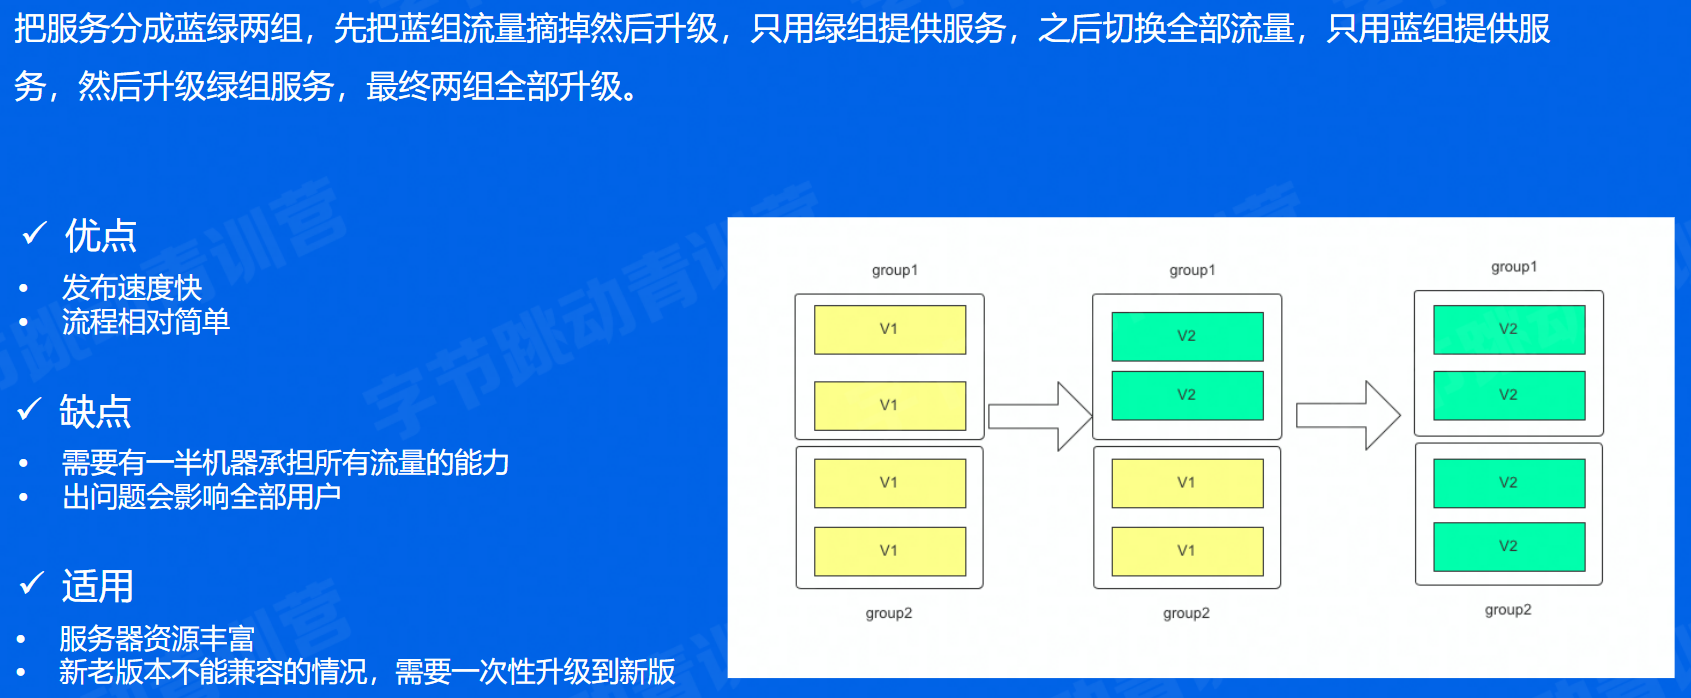 把服务分成蓝绿两组，先把蓝组流量摘掉然后升级，只用绿组提供服务，之后切换全部流量，只用蓝组提供服
务，然后升级绿组服务，最终两组全部升级。
✓ 优点
• 发布速度快
• 流程相对简单
✓ 缺点
• 需要有一半机器承担所有流量的能力
• 出问题会影响全部用户
✓ 适用
• 服务器资源丰富
• 新老版本不能兼容的情况，需要一次性升级到新版
group1
V1
V1
V1
V1
group2
group1
V2
V2
V1
V1
group2
group1
V2
V2
V2
V2
group2
字节跳动青训营